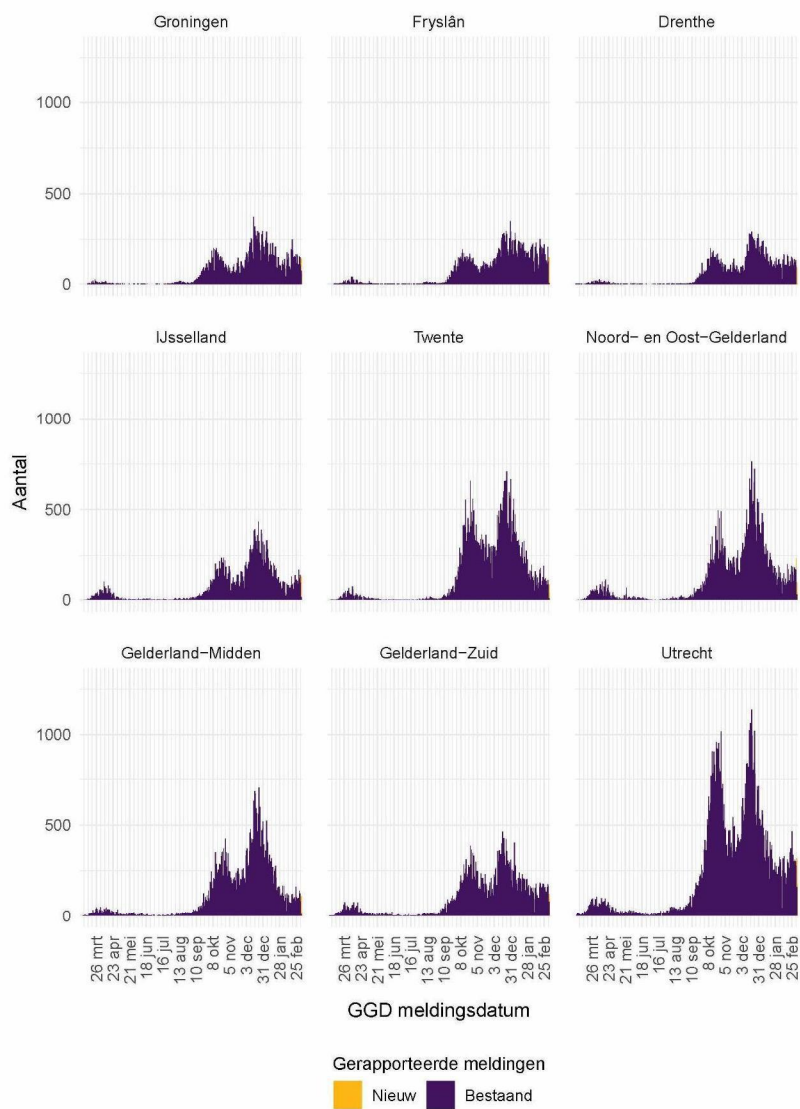 Groningen Fryslân Drenthe
1000
500
0
IJsselland Twente Noord− en Oost−Gelderland
1000
500
0
Aantal
Gelderland−Midden Gelderland−Zuid Utrecht
1000
500
0
26 mrt 23 apr 21 mei 18 jun 16 jul 13 aug 10 sep 8 okt 5 nov 3 dec 31 dec 28 jan 25 feb 26 mrt 23 apr 21 mei 18 jun 16 jul 13 aug 10 sep 8 okt 5 nov 3 dec 31 dec 28 jan 25 feb 26 mrt 23 apr 21 mei 18 jun 16 jul 13 aug 10 sep 8 okt 5 nov 3 dec 31 dec 28 jan 25 feb
GGD meldingsdatum
Gerapporteerde meldingen
Nieuw Bestaand